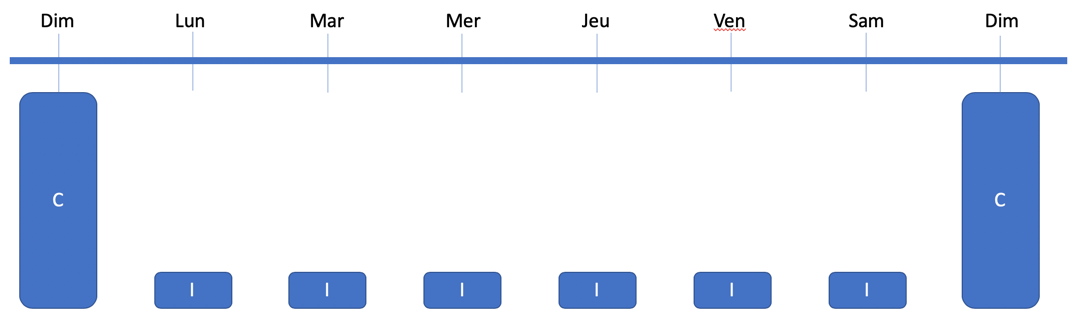 Dim Lun Mar Mer Jeu Ven Sam Dim
C C
I I I I I I